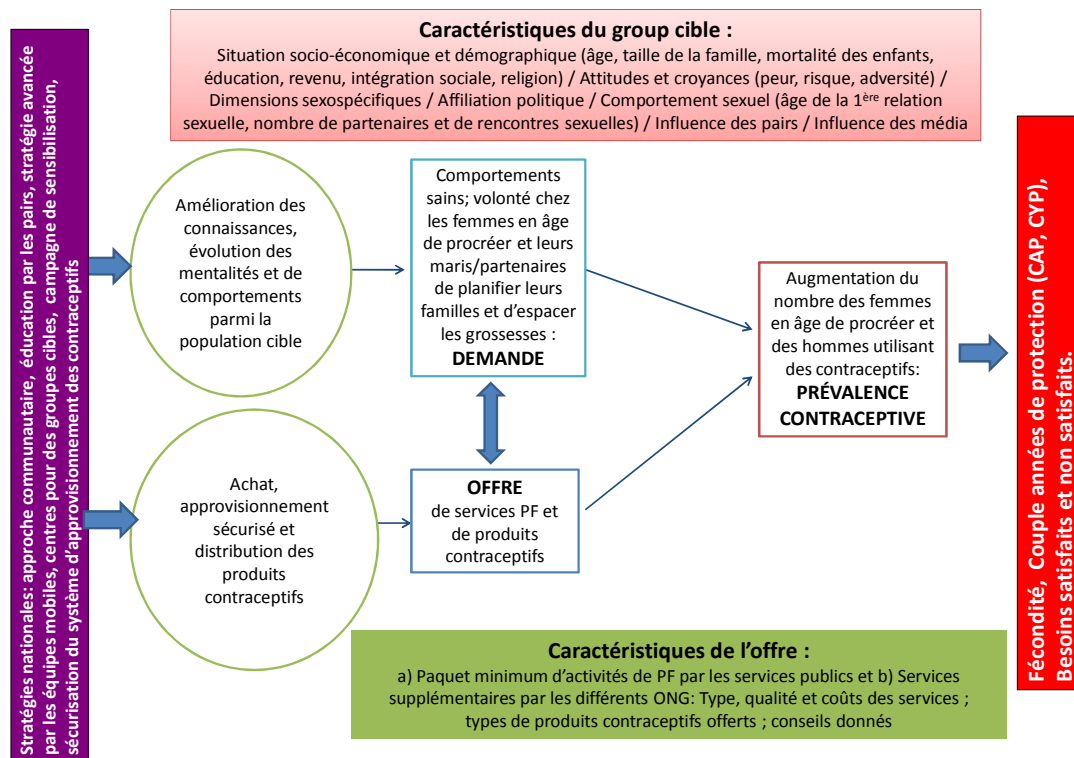 Stratégies nationales: approche communautaire, éducation par les pairs, stratégie avancée
par les équipes mobiles, centres pour des groupes cibles, campagne de sensibilisation,
sécurisation du système d'approvisionnement des contraceptifs
Caractéristiques du group cible :
Situation socio-économique et démographique (âge, taille de la famille, mortalité des enfants,
éducation, revenu, intégration sociale, religion) / Attitudes et croyances (peur, risque, adversité) /
Dimensions sexospécifiques / Affiliation politique / Comportement sexuel (âge de la 1ère relation
sexuelle, nombre de partenaires et de rencontres sexuelles) / Influence des pairs / Influence des média
Amélioration des
connaissances,
évolution des
mentalités et de
comportements
parmi la
population cible
Comportements
sains; volonté chez
les femmes en âge
de procréer et leurs
maris/partenaires
de planifier leurs
familles et d'espacer
les grossesses :
DEMANDE
Achat,
approvisionnement
sécurisé et
distribution des
produits
contraceptifs
OFFRE
de services PF et
de produits
contraceptifs
Augmentation du
nombre des femmes
en âge de procréer et
des hommes utilisant
des contraceptifs:
PRÉVALENCE
CONTRACEPTIVE
Caractéristiques de l'offre :
a) Paquet minimum d'activités de PF par les services publics et b) Services
supplémentaires par les différents ONG: Type, qualité et coûts des services ;
types de produits contraceptifs offerts ; conseils donnés
Fécondité, Couple années de protection (CAP, CYP),
Besoins satisfaits et non satisfaits.